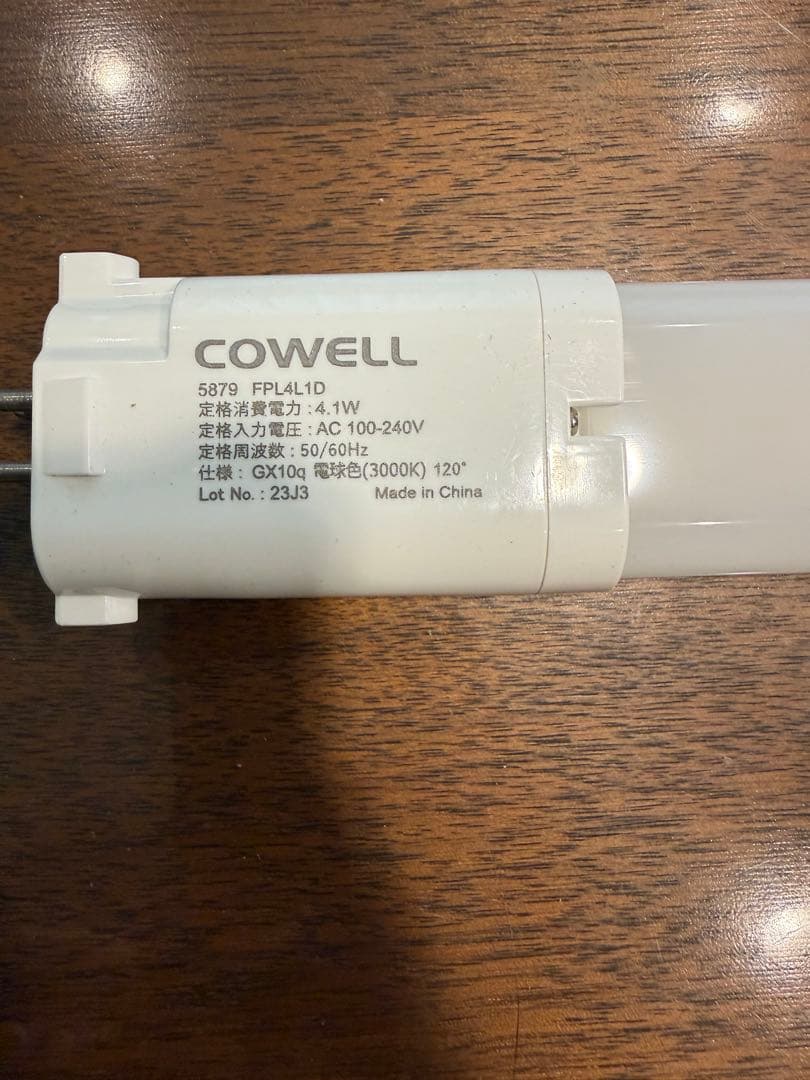 COWELL
5879 FPL4L1D
定格消費電力 : 4.1W
定格入力電圧 : AC 100-240V
定格周波数 : 50/60Hz
仕様 : GX10q 電球色(3000K) 120°
Lot No. : 23J3 Made in China